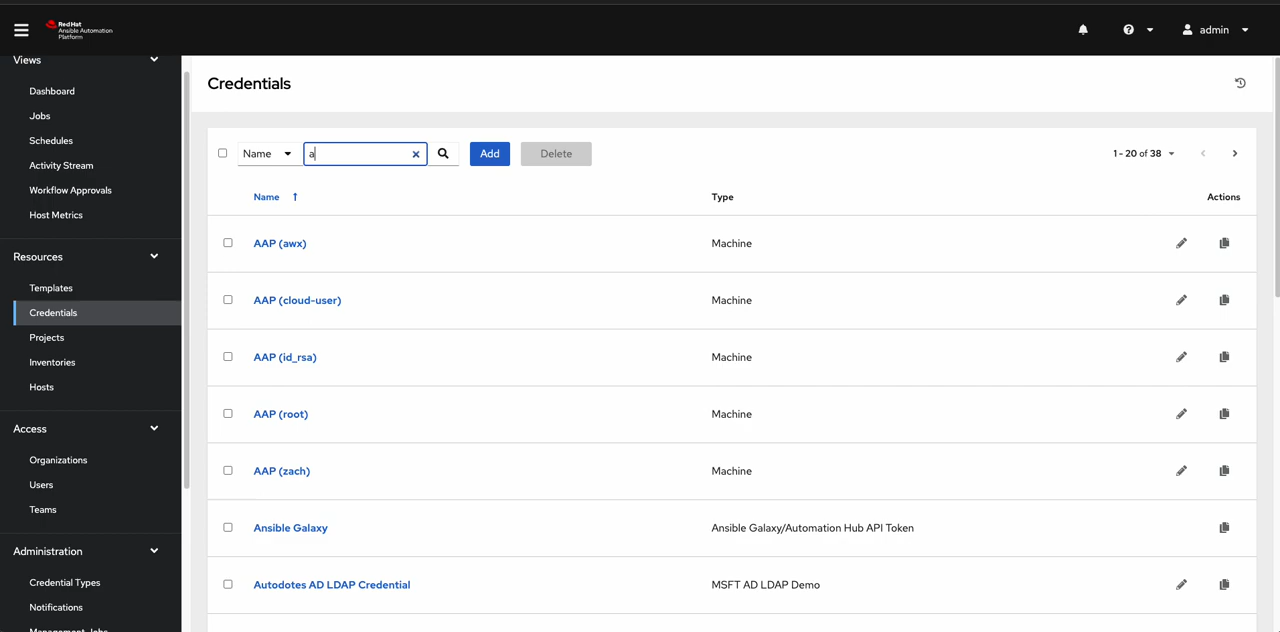 Red Hat
Ansible Automation
Platform
admin
Views
Dashboard
Jobs
Schedules
Activity Stream
Workflow Approvals
Host Metrics
Resources
Templates
Credentials
Projects
Inventories
Hosts
Access
Organizations
Users
Teams
Administration
Credential Types
Notifications
Management Jobs
Credentials
Name a Add Delete 1 - 20 of 38
Name Type Actions
AAP (awx) Machine
AAP (cloud-user) Machine
AAP (id_rsa) Machine
AAP (root) Machine
AAP (zach) Machine
Ansible Galaxy Ansible Galaxy/Automation Hub API Token
Autodotes AD LDAP Credential MSFT AD LDAP Demo